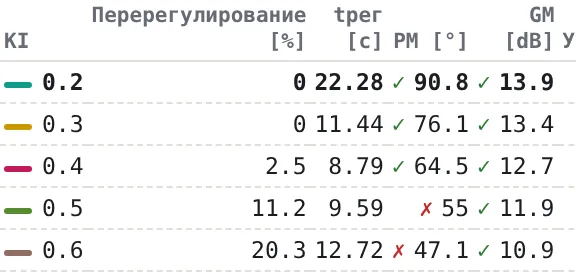 KI Перерегулирование [%] tрег [с] PM [°] GM [dB] У
0.2 0 22.28 ✓ 90.8 ✓ 13.9
0.3 0 11.44 ✓ 76.1 ✓ 13.4
0.4 2.5 8.79 ✓ 64.5 ✓ 12.7
0.5 11.2 9.59 ✗ 55 ✓ 11.9
0.6 20.3 12.72 ✗ 47.1 ✓ 10.9